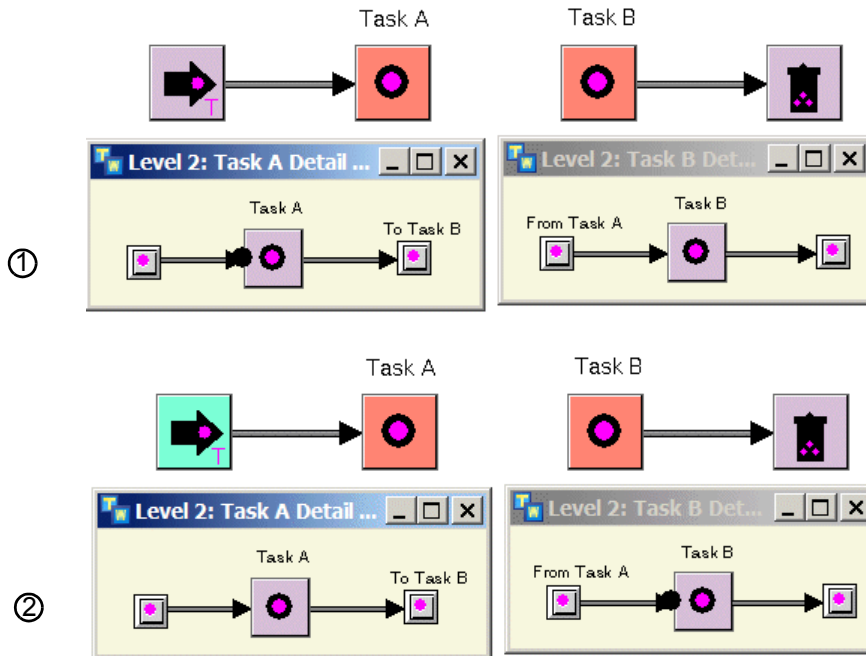 Task A
Task B
T
Level 2: Task A Detail ...
Level 2: Task B Det...
Task A
To Task B
From Task A
Task B
①
Task A
Task B
T
Level 2: Task A Detail ...
Level 2: Task B Det...
Task A
To Task B
From Task A
Task B
②